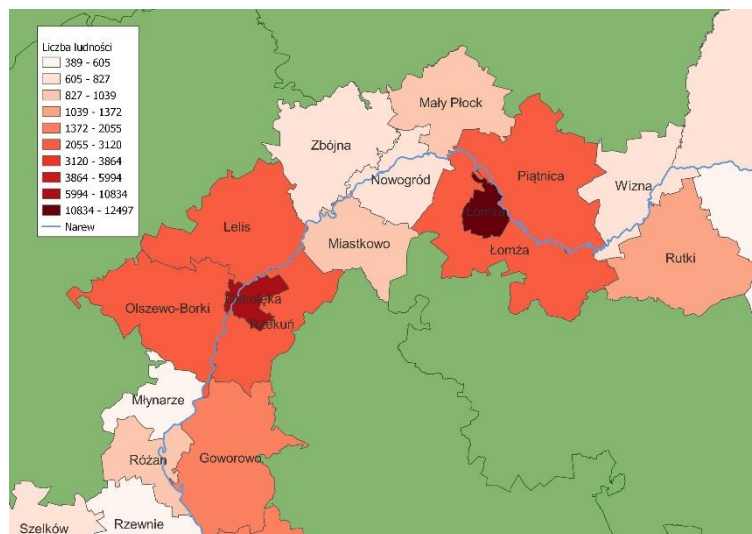 Liczba ludności
389 - 605
605 - 827
827 - 1039
1039 - 1372
1372 - 2055
2055 - 3120
3120 - 3864
3864 - 5994
5994 - 10834
10834 - 12497
Narew
Mały Płock
Zbójna
Piątnica
Nowogród
Wizna
Łomża
Lelis
Miastkowo
Łomża
Rutki
Olszewo-Borki
Ostrołęka
Rzekuń
Młynarze
Różan
Goworowo
Szelków
Rzewnie